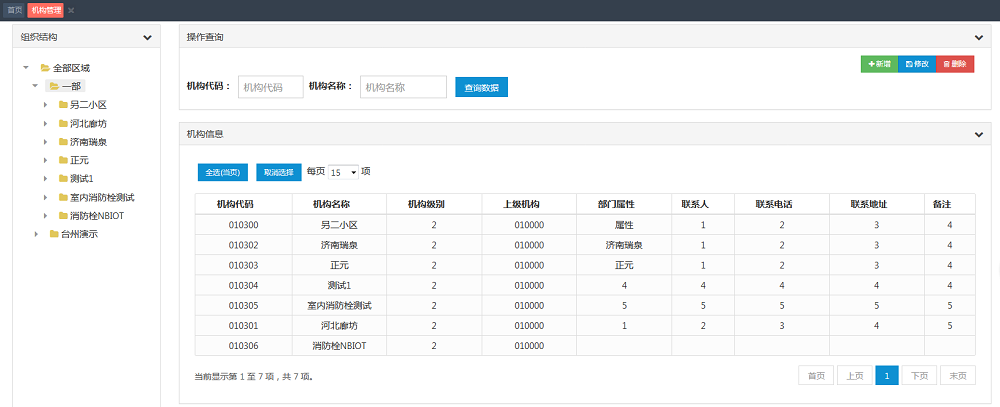 首页 机构管理
组织结构
全部区域
一部
另二小区
河北廊坊
济南瑞泉
正元
测试1
室内消防栓测试
消防栓NBIOT
台州演示
操作查询
新增 修改 删除
机构代码： 机构代码 机构名称： 机构名称 查询数据
机构信息
全选(当页) 取消选择 每页 15 项
机构代码 机构名称 机构级别 上级机构 部门属性 联系人 联系电话 联系地址 备注
010300 另二小区 2 010000 属性 1 2 3 4
010302 济南瑞泉 2 010000 济南瑞泉 1 2 3 4
010303 正元 2 010000 正元 1 2 3 4
010304 测试1 2 010000 4 4 4 4 4
010305 室内消防栓测试 2 010000 5 5 5 5 5
010301 河北廊坊 2 010000 1 2 3 4 5
010306 消防栓NBIOT 2 010000
当前显示第 1 至 7 项，共 7 项。
首页 上页 1 下页 末页